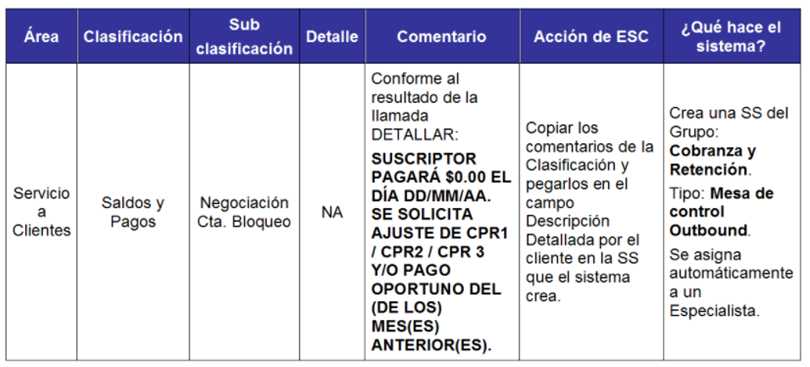 Área
Clasificación
Sub
clasificación
Detalle
Comentario
Acción de ESC
¿Qué hace el
sistema?
Servicio
a
Clientes
Saldos y
Pagos
Negociación
Cta. Bloqueo
NA
Conforme al
resultado de la
llamada
DETALLAR:
SUSCRIPTOR
PAGARÁ $0.00 EL
DÍA DD/MM/AA.
SE SOLICITA
AJUSTE DE CPR1
/ CPR2 / CPR 3
Y/O PAGO
OPORTUNO DEL
(DE LOS)
MES(ES)
ANTERIOR(ES).
Copiar los
comentarios de la
Clasificación y
pegarlos en el
campo
Descripción
Detallada por el
cliente en la SS
que el sistema
crea.
Crea una SS del
Grupo:
Cobranza y
Retención.
Tipo: Mesa de
control
Outbound.
Se asigna
automáticamente
a un
Especialista.